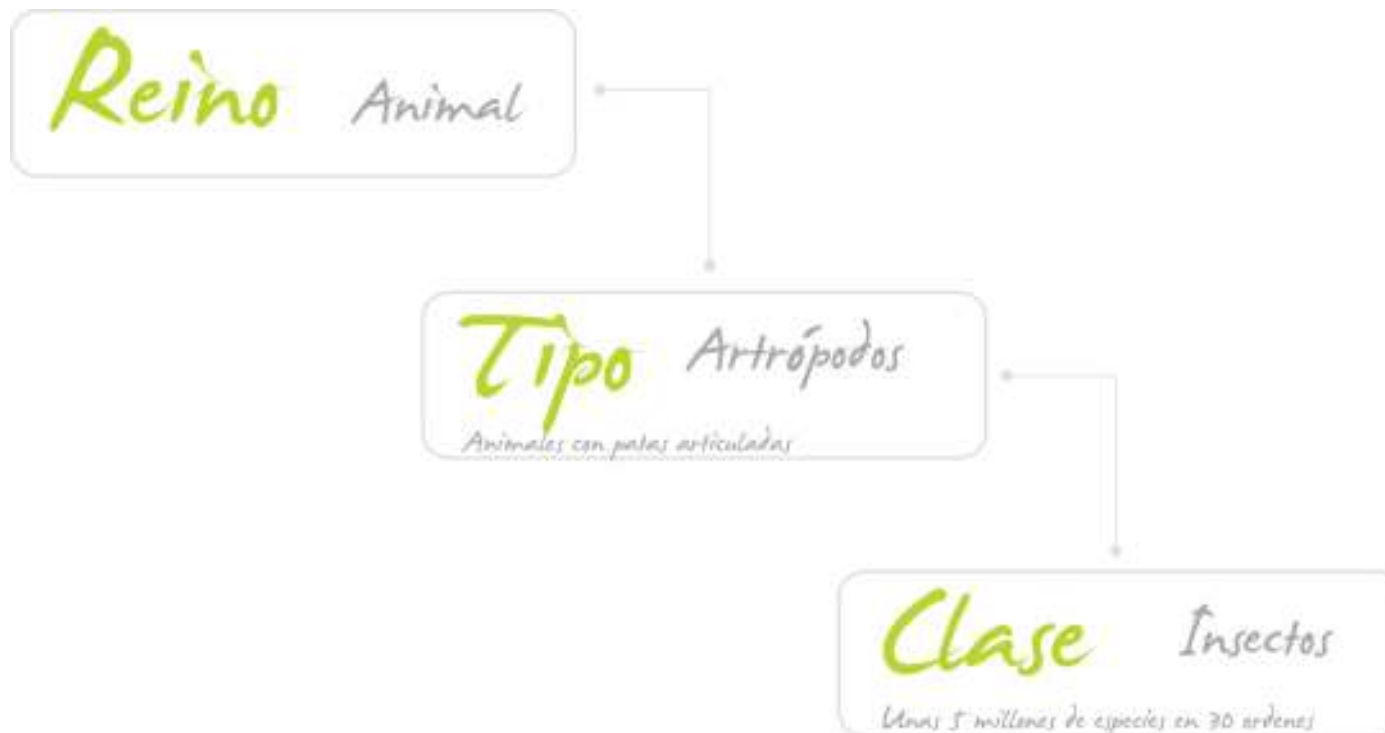 Reino Animal
Tipo Artrópodos
Animales con patas articuladas
Clase Insectos
Unas 5 millones de especies en 30 ordenes